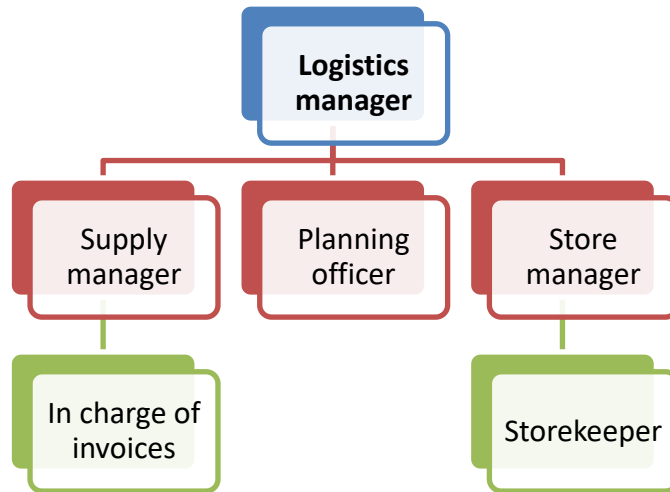 Logistics
manager
Supply
manager
Planning
officer
Store
manager
In charge of
invoices
Storekeeper